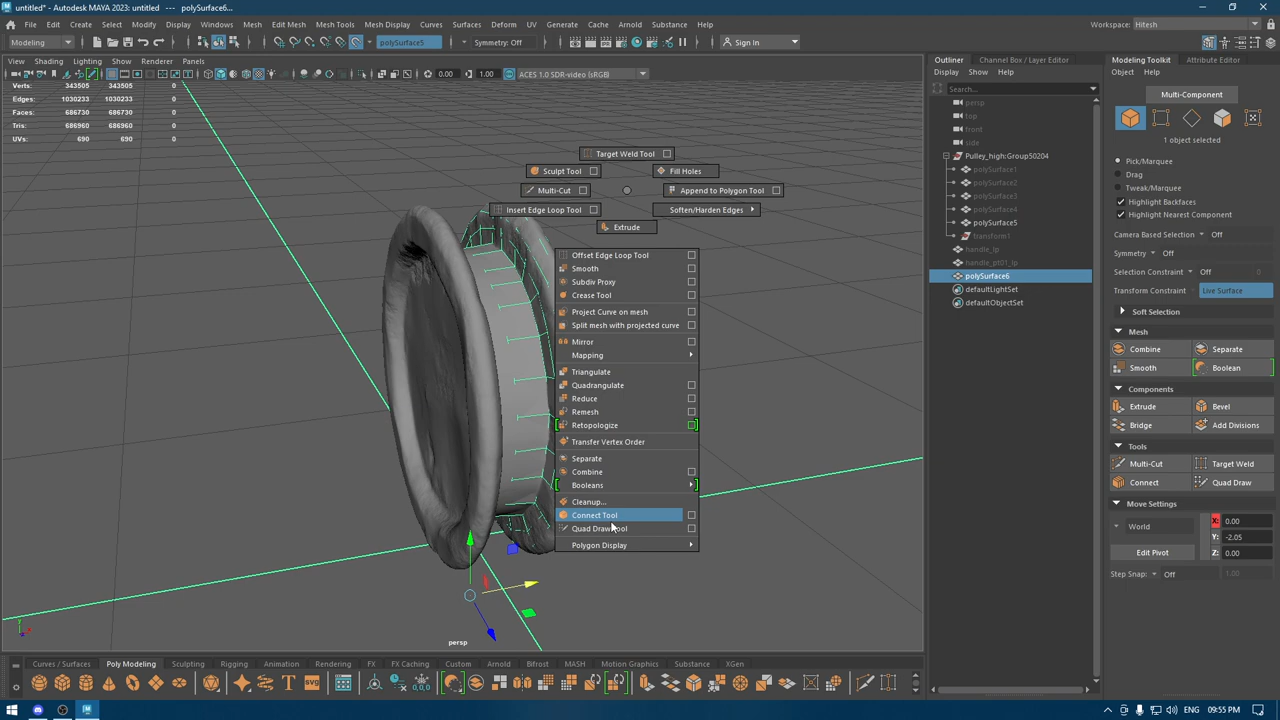 untitled* - Autodesk MAYA 2023: untitled --- polySurface6...
File Edit Create Select Modify Display Windows Mesh Edit Mesh Mesh Tools Mesh Display Curves Surfaces Deform UV Generate Cache Arnold Substance Help
Workspace: Hitesh
Modeling
polySurface5
Symmetry: Off
Sign In
View Shading Lighting Show Renderer Panels
0.00 1.00 ACES 1.0 SDR-video (sRGB)
Verts: 343505 343505 0
Edges: 1030233 1030233 0
Faces: 686730 686730 0
Tris: 686960 686960 0
UVs: 690 690 0
Target Weld Tool
Sculpt Tool
Fill Holes
Multi-Cut
Append to Polygon Tool
Insert Edge Loop Tool
Soften/Harden Edges
Extrude
Offset Edge Loop Tool
Smooth
Subdiv Proxy
Crease Tool
Project Curve on mesh
Split mesh with projected curve
Mirror
Mapping
Triangulate
Quadrangulate
Reduce
Remesh
Retopologize
Transfer Vertex Order
Separate
Combine
Booleans
Cleanup...
Connect Tool
Quad Draw Tool
Polygon Display
persp
Outliner
Channel Box / Layer Editor
Display Show Help
Search...
persp
top
front
side
Pulley_high:Group50204
polySurface1
polySurface2
polySurface3
polySurface4
polySurface5
transform1
handle_lp
handle_pt01_lp
polySurface6
defaultLightSet
defaultObjectSet
Modeling Toolkit
Attribute Editor
Object Help
Multi-Component
1 object selected
Pick/Marquee
Drag
Tweak/Marquee
Highlight Backfaces
Highlight Nearest Component
Camera Based Selection Off
Symmetry Off
Selection Constraint Off
Transform Constraint Live Surface
Soft Selection
Mesh
Combine Separate
Smooth Boolean
Components
Extrude Bevel
Bridge Add Divisions
Tools
Multi-Cut Target Weld
Connect Quad Draw
Move Settings
World
X: 0.00
Y: -2.05
Edit Pivot
Z: 0.00
Step Snap: Off 1.00
Curves / Surfaces Poly Modeling Sculpting Rigging Animation Rendering FX FX Caching Custom Arnold Bifrost MASH Motion Graphics Substance XGen
SVG
0,0,0
ENG 09:55 PM